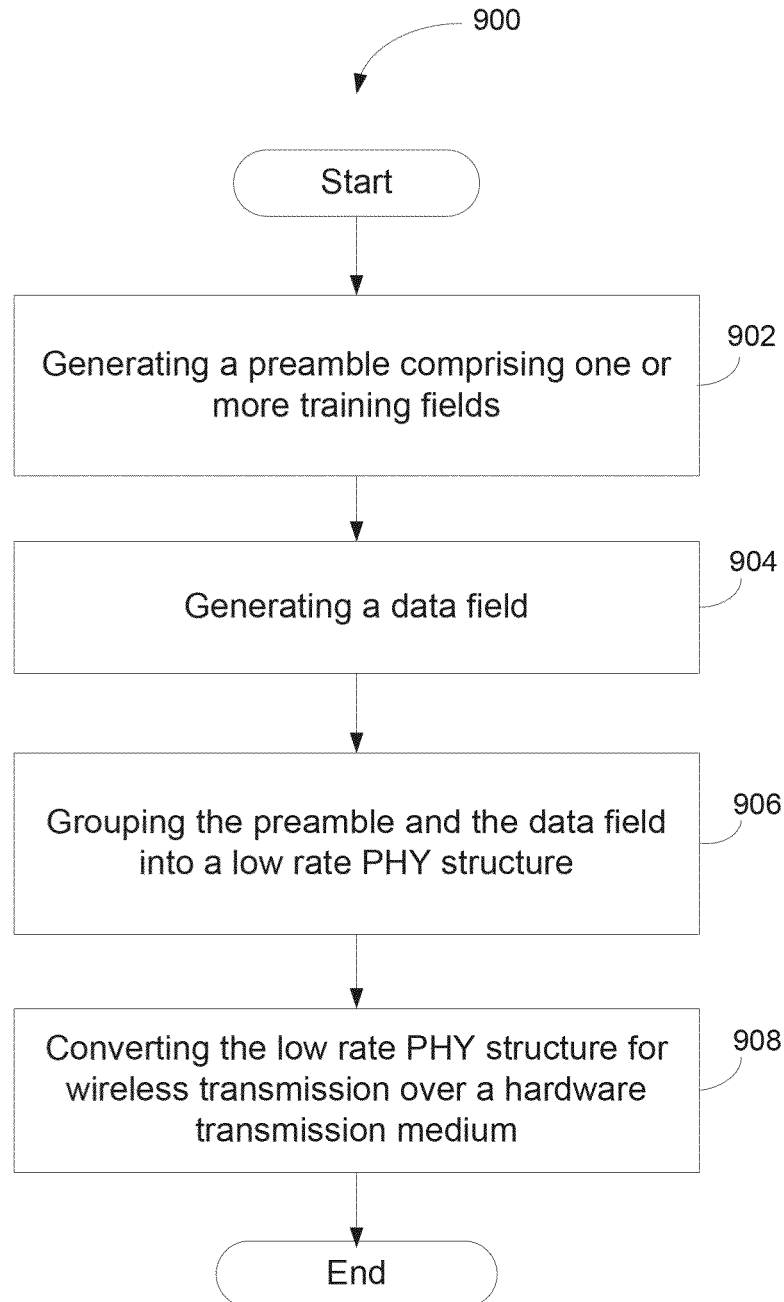 900
Start
Generating a preamble comprising one or
more training fields
902
Generating a data field
904
Grouping the preamble and the data field
into a low rate PHY structure
906
Converting the low rate PHY structure for
wireless transmission over a hardware
transmission medium
908
End